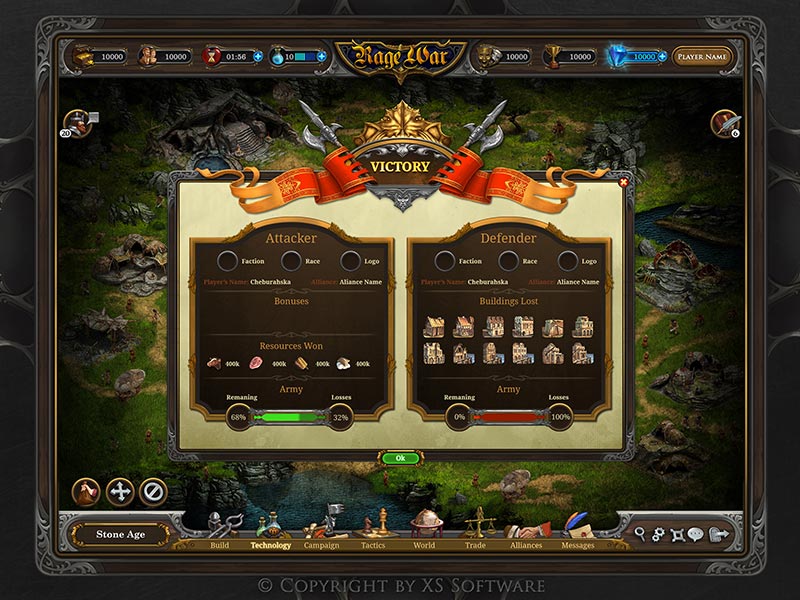 10000 10000 01:56 10 Rage War 10000 10000 10000 PLAYER NAME
20 6
VICTORY
Attacker Defender
Faction Race Logo Faction Race Logo
Player's Name: Cheburahska Alliance: Aliance Name Player's Name: Cheburahska Alliance: Aliance Name
Bonuses Buildings Lost
Resources Won
400k 400k 400k 400k
Army Army
Remaning Losses Remaning Losses
68% 32% 0% 100%
Ok
Stone Age
Build Technology Campaign Tactics World Trade Alliances Messages
© COPYRIGHT BY XS SOFTWARE